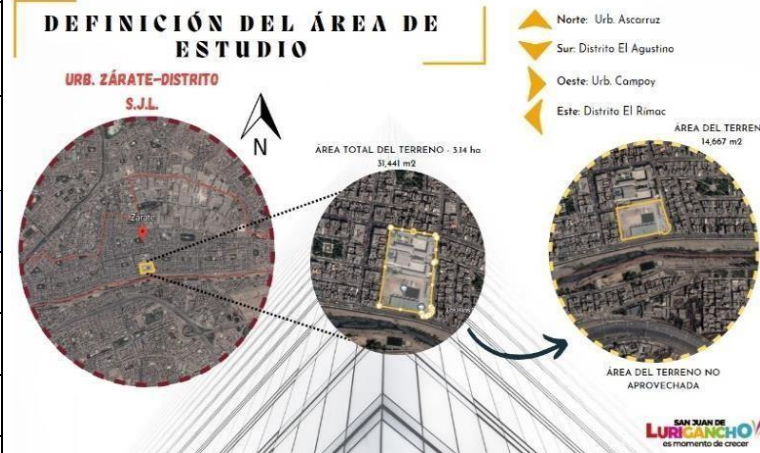 DEFINICIÓN DEL ÁREA DE
ESTUDIO
URB. ZÁRATE-DISTRITO
S.J.L.
N
Zárate
ÁREA TOTAL DEL TERRENO - 3.14 ha
31,441 m2
Norte: Urb. Ascarruz
Sur: Distrito El Agustino
Oeste: Urb. Campoy
Este: Distrito El Rímac
ÁREA DEL TERREN
14,667 m2
ÁREA DEL TERRENO NO
APROVECHADA
SAN JUAN DE
LURIGANCHO
es momento de crecer